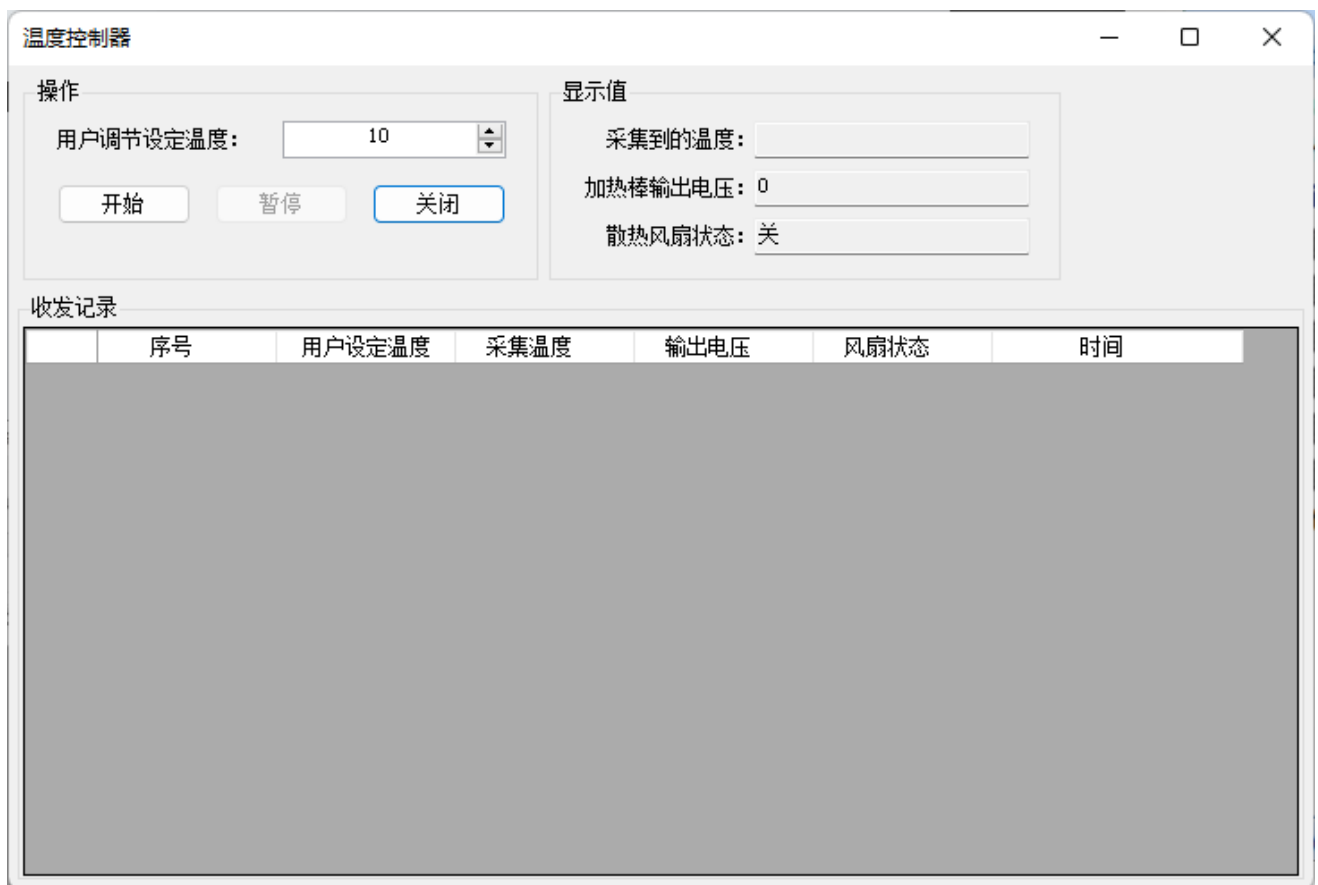 温度控制器
操作
用户调节设定温度: 10
开始 暂停 关闭
显示值
采集到的温度:
加热棒输出电压: 0
散热风扇状态: 关
收发记录
序号 用户设定温度 采集温度 输出电压 风扇状态 时间